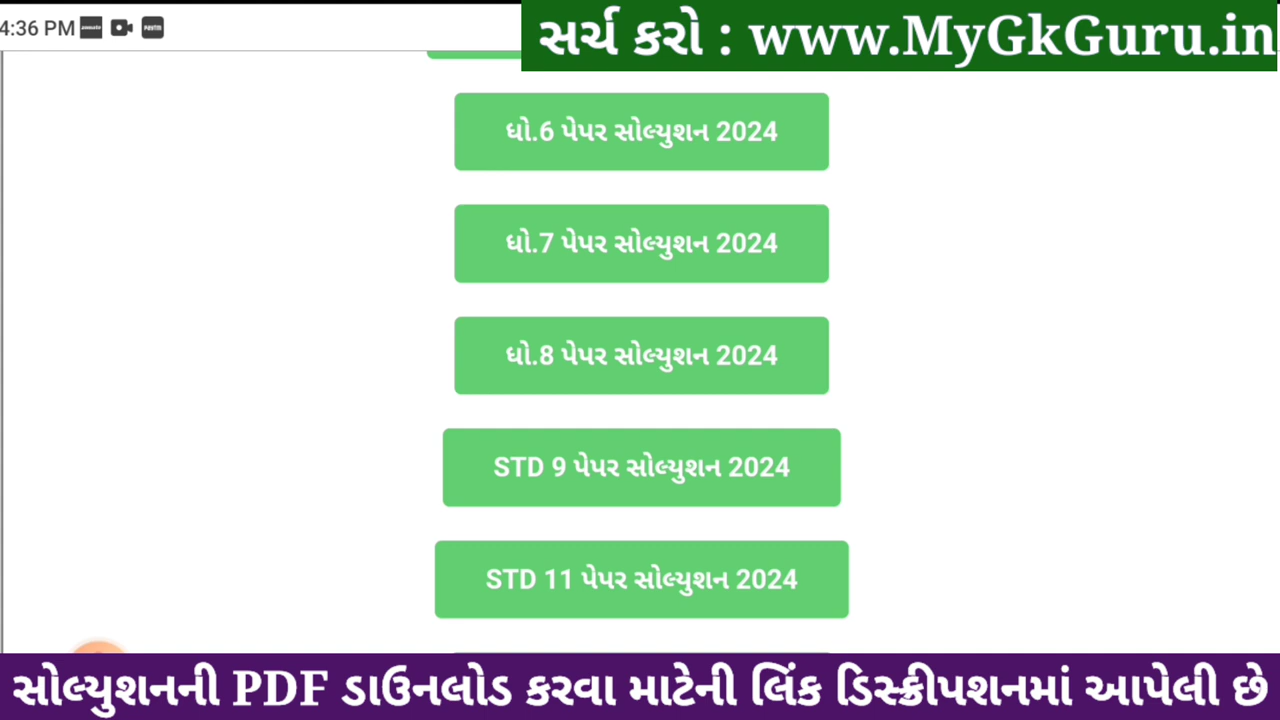 4:36 PM
સર્ચ કરો : www.MyGkGuru.in
ધો.6 પેપર સોલ્યુશન 2024
ધો.7 પેપર સોલ્યુશન 2024
ધો.8 પેપર સોલ્યુશન 2024
STD 9 પેપર સોલ્યુશન 2024
STD 11 પેપર સોલ્યુશન 2024
સોલ્યુશનની PDF ડાઉનલોડ કરવા માટેની લિંક ડિસ્ક્રીપશનમાં આપેલી છે